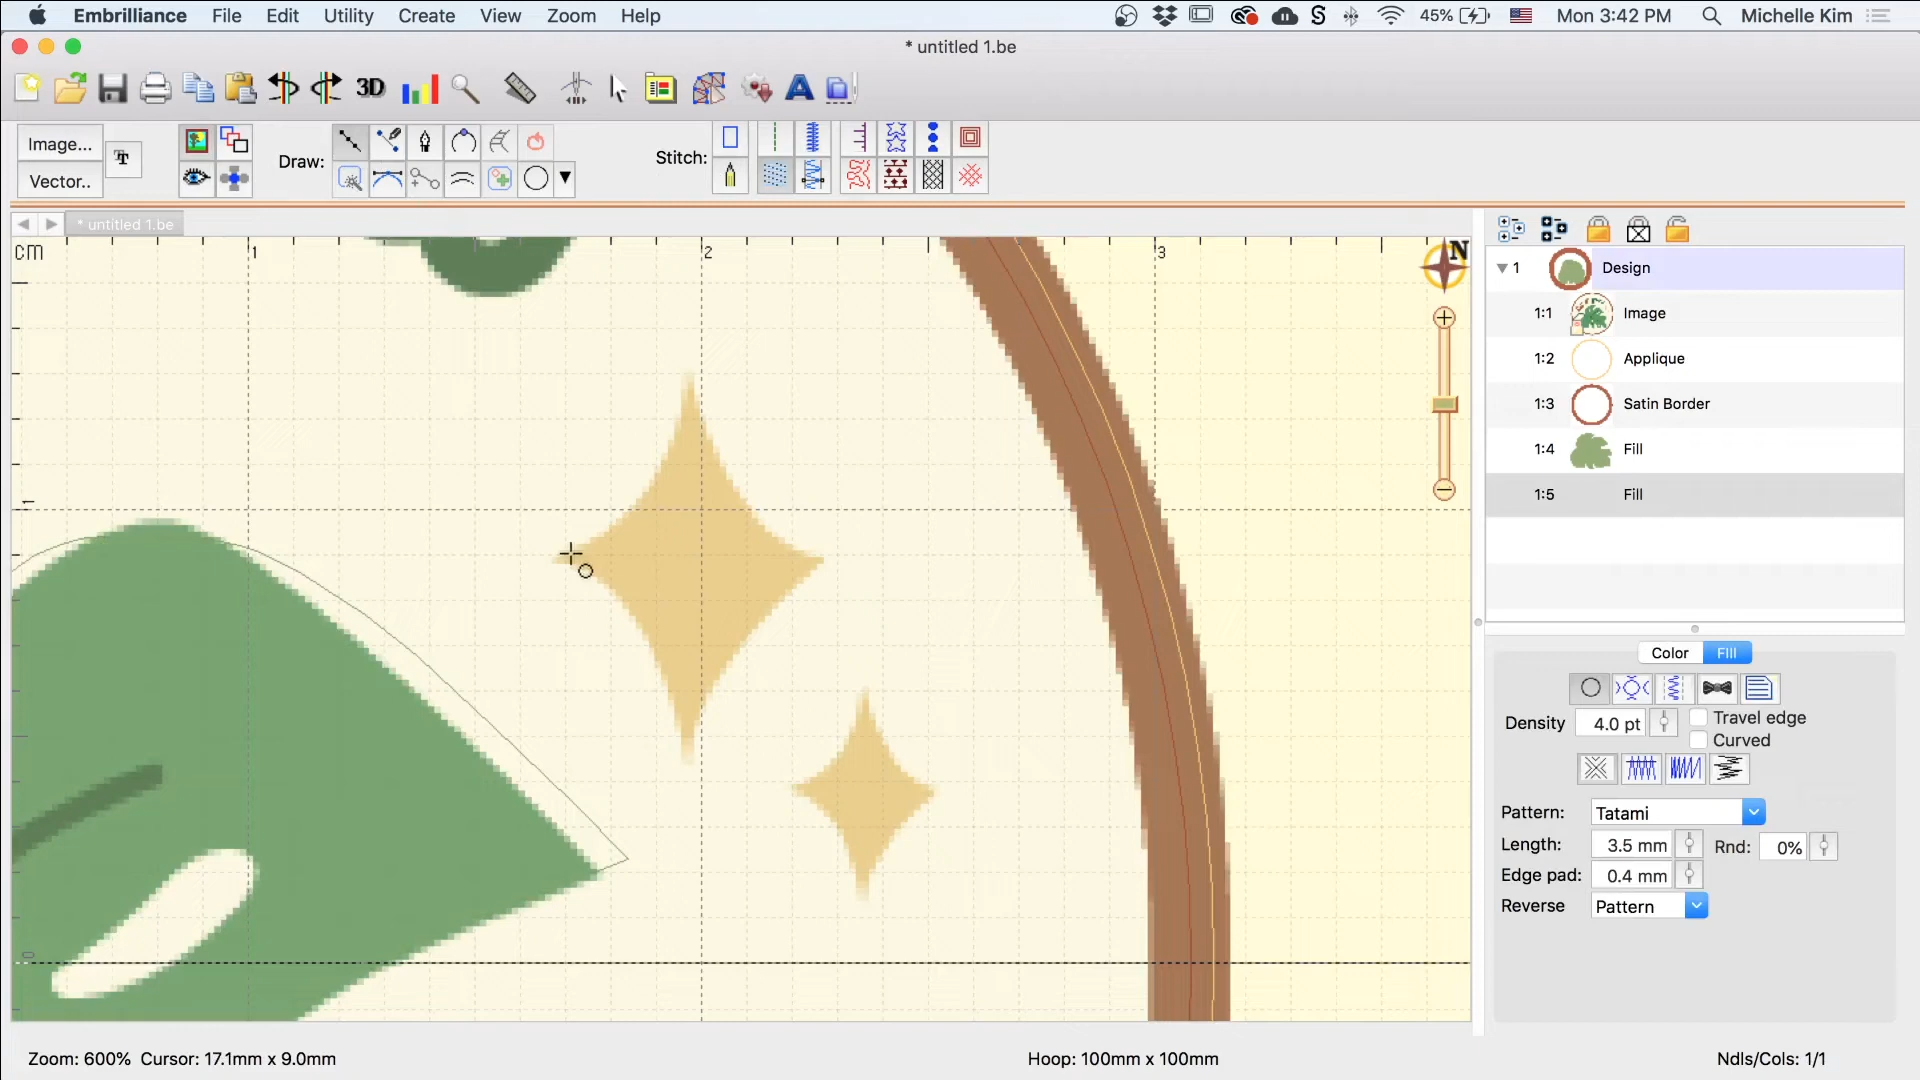 Embrilliance File Edit Utility Create View Zoom Help S 45% Mon 3:42 PM Michelle Kim
* untitled 1.be
3D A
Image...
Vector..
T
Draw:
Stitch:
* untitled 1.be
cm 1 2 3
N
1
0
1 Design
1:1 Image
1:2 Applique
1:3 Satin Border
1:4 Fill
1:5 Fill
Color Fill
Density 4.0 pt Travel edge
Curved
Pattern: Tatami
Length: 3.5 mm Rnd: 0%
Edge pad: 0.4 mm
Reverse Pattern
Zoom: 600% Cursor: 17.1mm x 9.0mm Hoop: 100mm x 100mm Ndls/Cols: 1/1